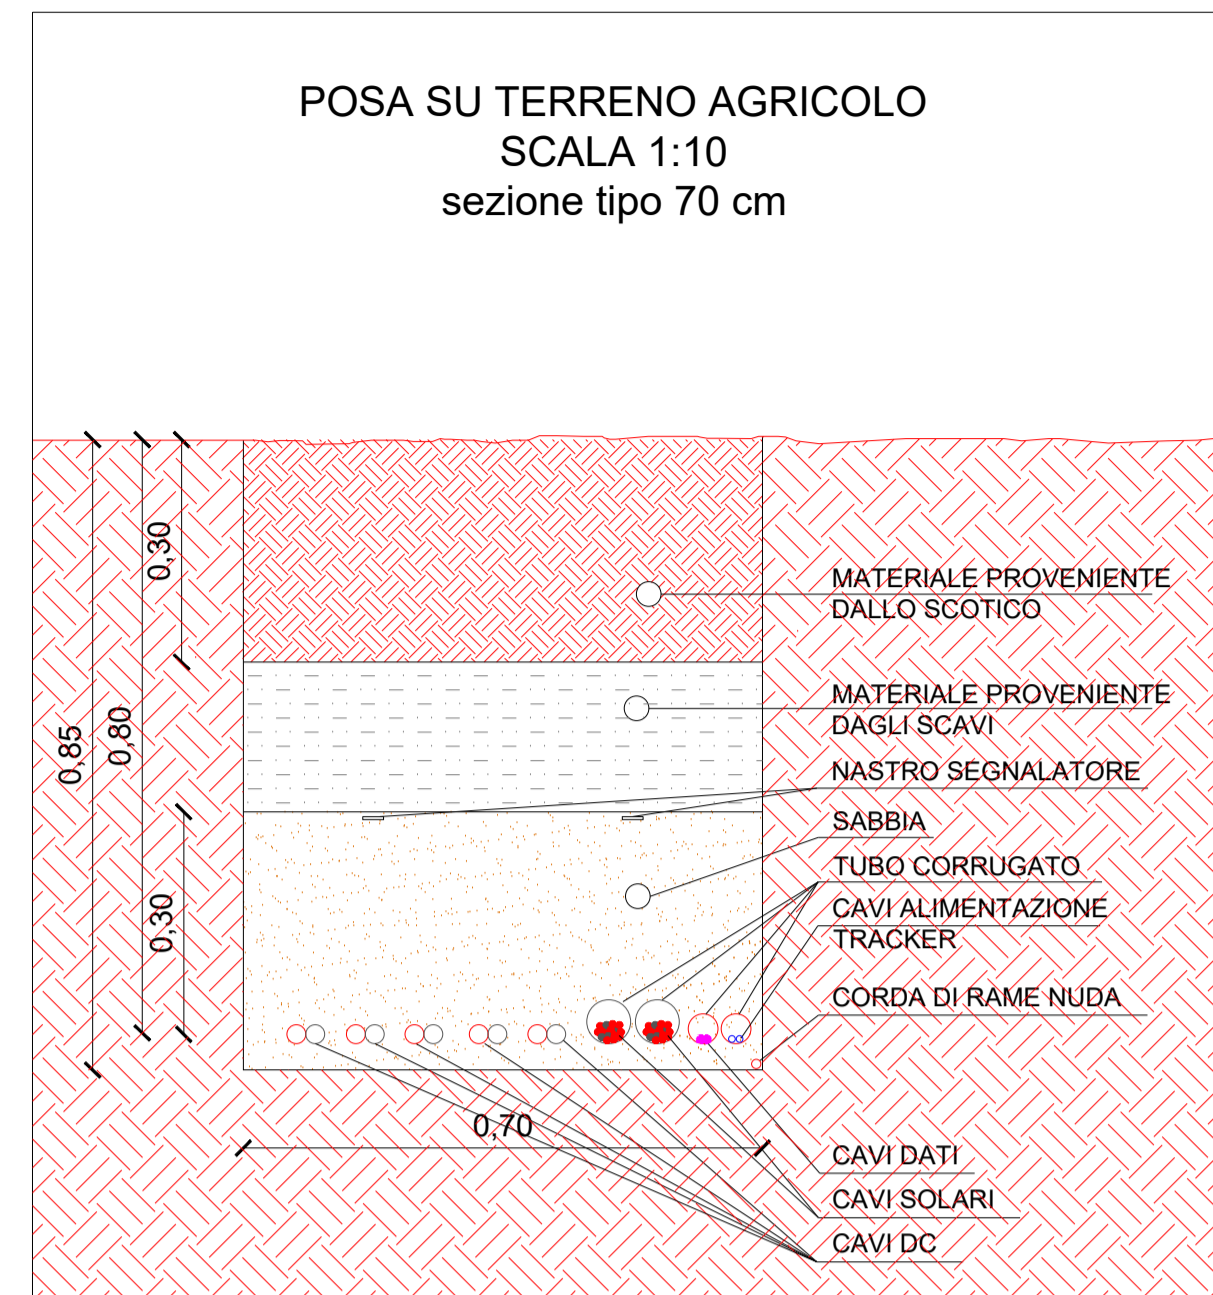 POSA SU TERRENO AGRICOLO
SCALA 1:10
sezione tipo 70 cm
0,30
0,85
0,80
0,30
0,70
MATERIALE PROVENIENTE
DALLO SCOTICO
MATERIALE PROVENIENTE
DAGLI SCAVI
NASTRO SEGNALATORE
SABBIA
TUBO CORRUGATO
CAVI ALIMENTAZIONE
TRACKER
CORDA DI RAME NUDA
CAVI DATI
CAVI SOLARI
CAVI DC